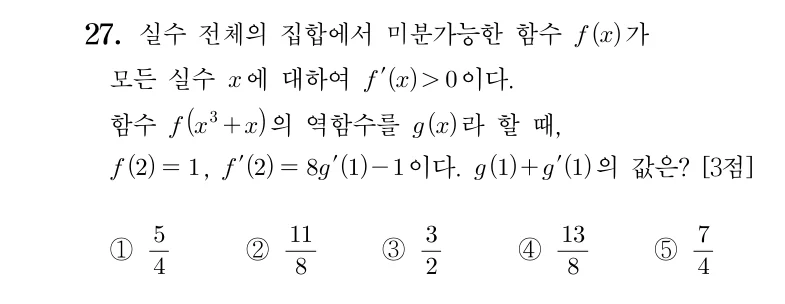 27. 실수 전체의 집합에서 미분가능한 함수 f(x)가
모든 실수 x에 대하여 f′(x)>0이다.
함수 f(x³+x)의 역함수를 g(x)라 할 때,
f(2)=1, f′(2)=8g′(1)-1이다. g(1)+g′(1)의 값은? [3점]
① 5/4 ② 11/8 ③ 3/2 ④ 13/8 ⑤ 7/4